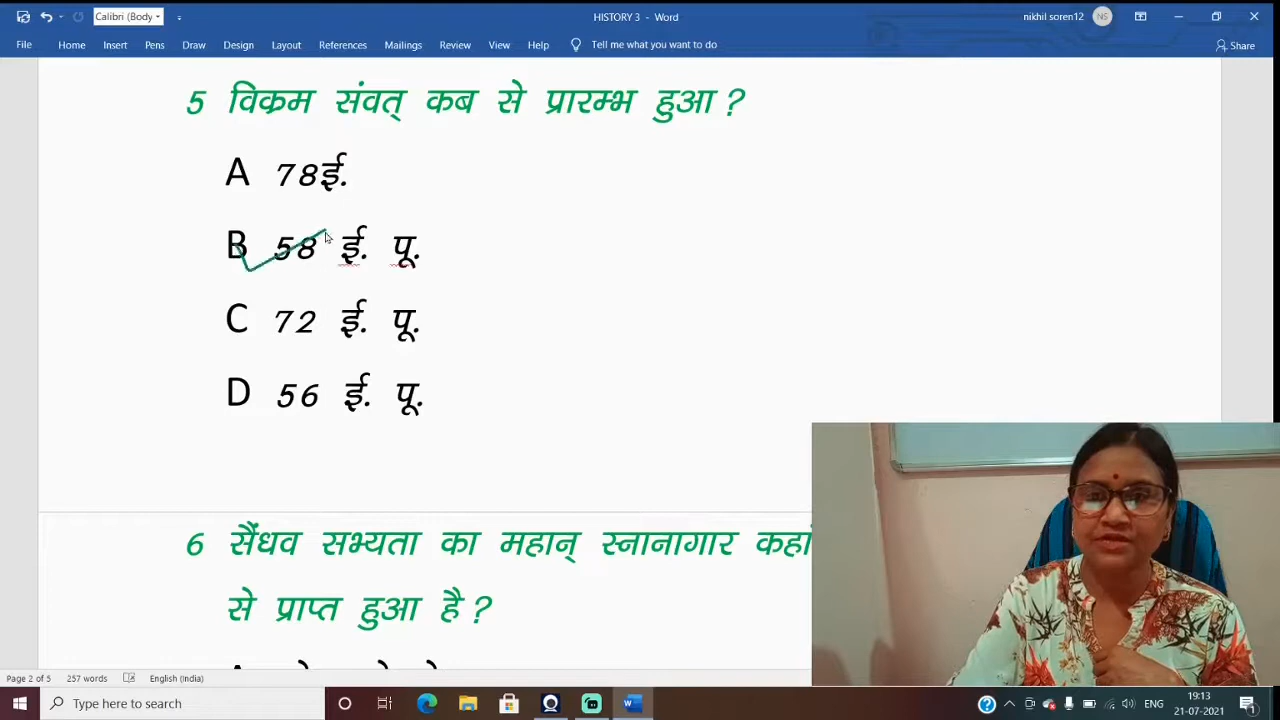 Calibri (Body
HISTORY 3 - Word
nikhil soren12
NS
File Home Insert Pens Draw Design Layout References Mailings Review View Help Tell me what you want to do
Share
5 विक्रम संवत् कब से प्रारम्भ हुआ ?
A 78ई.
B 58 ई. पू.
C 72 ई. पू.
D 56 ई. पू.
6 सैंधव सभ्यता का महान् स्नानागार कहां
से प्राप्त हुआ है ?
Page 2 of 5 257 words English (India)
Type here to search
ENG
19:13
21-07-2021